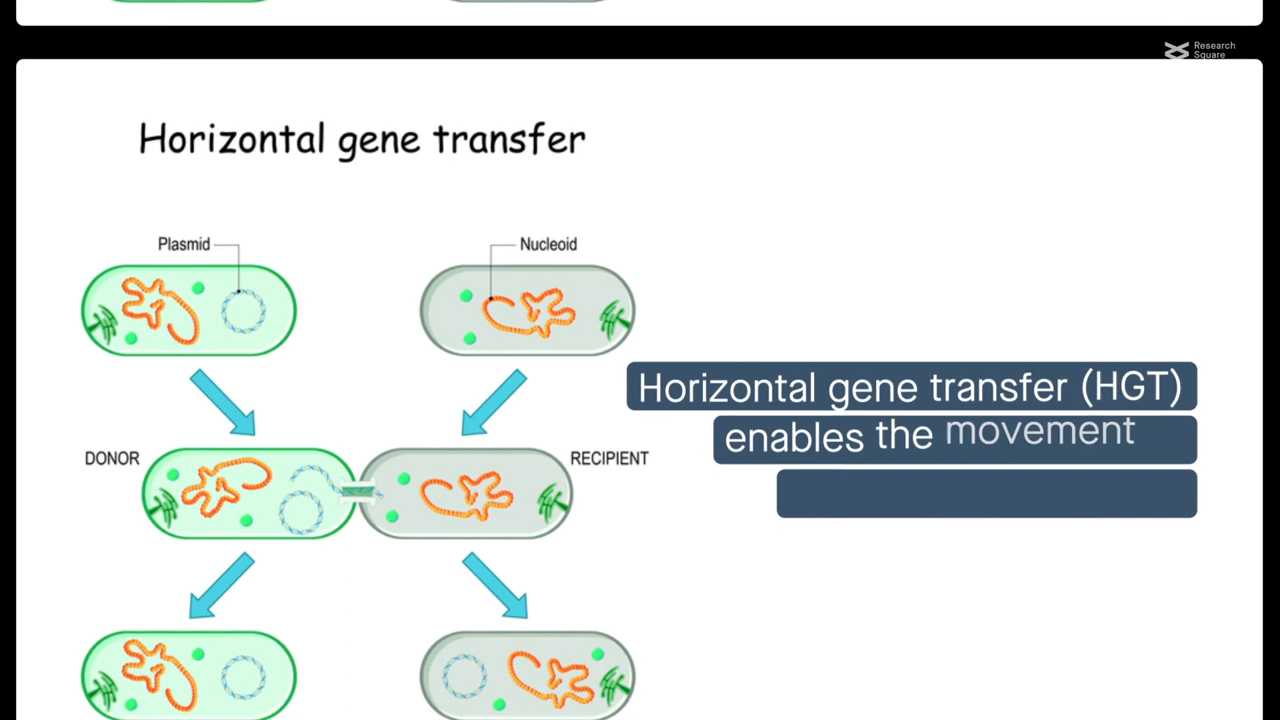 Research
Square
Horizontal gene transfer
Plasmid
Nucleoid
Horizontal gene transfer (HGT)
enables the movement
DONOR
RECIPIENT